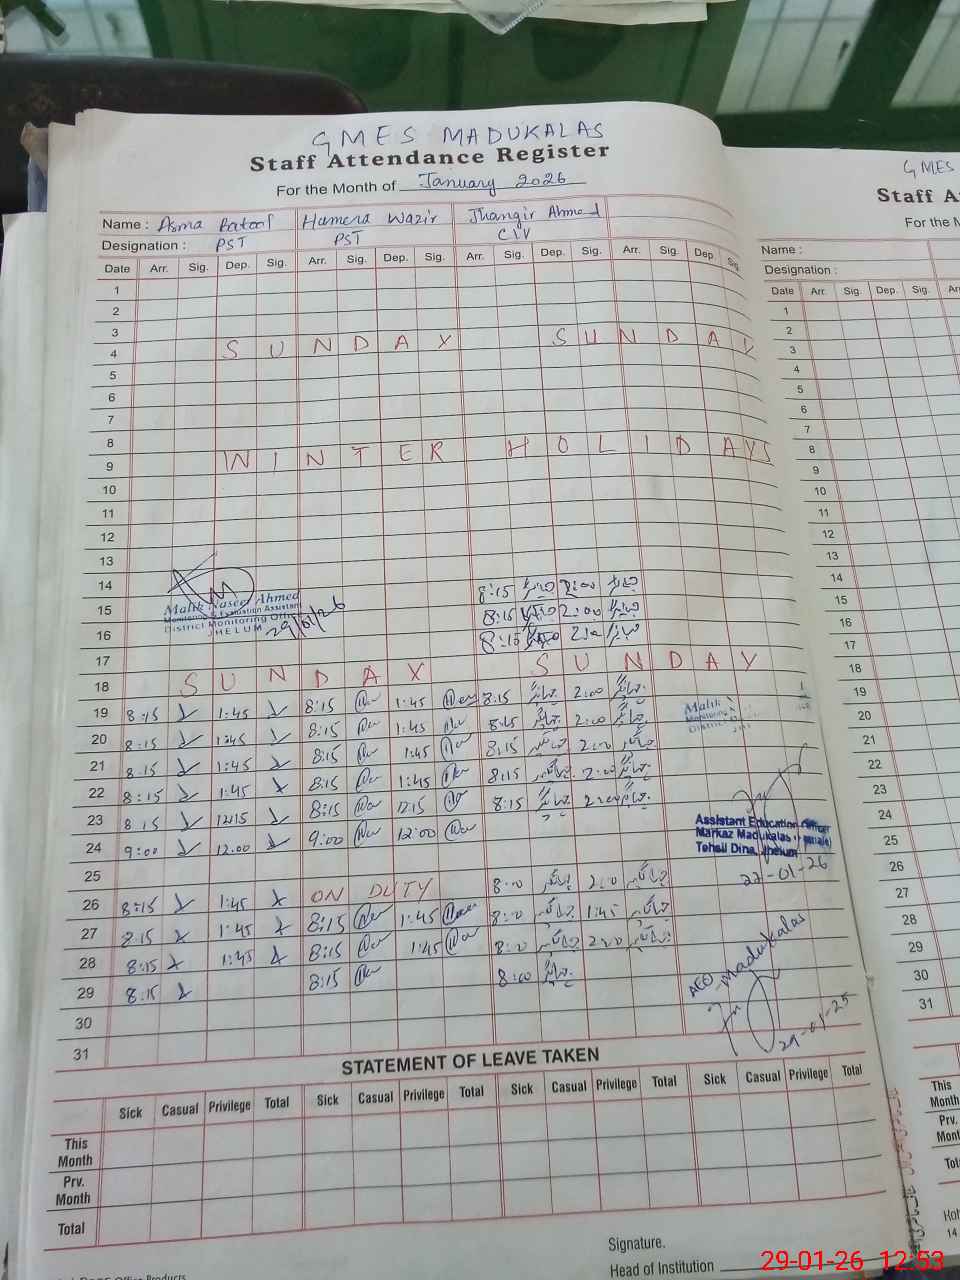 GMES MADUKALAS
Staff Attendance Register
For the Month of January 2026
Name : Asma Batool Humera Wazir Jhangir Ahmed
Designation : PST PST CIV
Date Arr. Sig. Dep. Sig. Arr. Sig. Dep. Sig. Arr. Sig. Dep. Sig. Arr. Sig. Dep. Sig.
1
2
3
4 SUNDAY SUNDAY
5
6
7
8
9 WINTER HOLIDAYS
10
11
12
13
14 8:15 2:00
15 8:15 2:00
16 8:15 2:00
Malik Naseer Ahmed
Monitoring & Evaluation Assistant
District Monitoring Office
JHELUM
29/01/26
17
18 SUNDAY SUNDAY
19 8:15 1:45 8:15 1:45 8:15 2:00
20 8:15 1:45 8:15 1:45 8:15 2:00
21 8:15 1:45 8:15 1:45 8:15 2:00
22 8:15 1:45 8:15 1:45 8:15 2:00
23 8:15 12:15 8:15 12:15 8:15 2:00
24 9:00 12:00 9:00 12:00
25
26 8:15 1:45 ON DUTY 8:00 2:00
27 8:15 1:45 8:15 1:45 8:00 1:45
28 8:15 1:45 8:15 1:45 8:00 2:00
29 8:15 8:15 8:00
30
31
Malik
Monitoring
District
Assistant Education Officer
Markaz Madukalas
Tehsil Dina, Jhelum
22-01-26
AEO Madukalas
29-01-25
STATEMENT OF LEAVE TAKEN
Sick Casual Privilege Total Sick Casual Privilege Total Sick Casual Privilege Total Sick Casual Privilege Total
This Month
Prv. Month
Total
Signature.
Head of Institution
Office Products
GMES
Staff A
For the M
Name :
Designation :
Date Arr. Sig. Dep. Sig. Ar
1
2
3
4
5
6
7
8
9
10
11
12
13
14
15
16
17
18
19
20
21
22
23
24
25
26
27
28
29
30
31
This Month
Prv. Mont
Tot
14
29-01-26 12:53